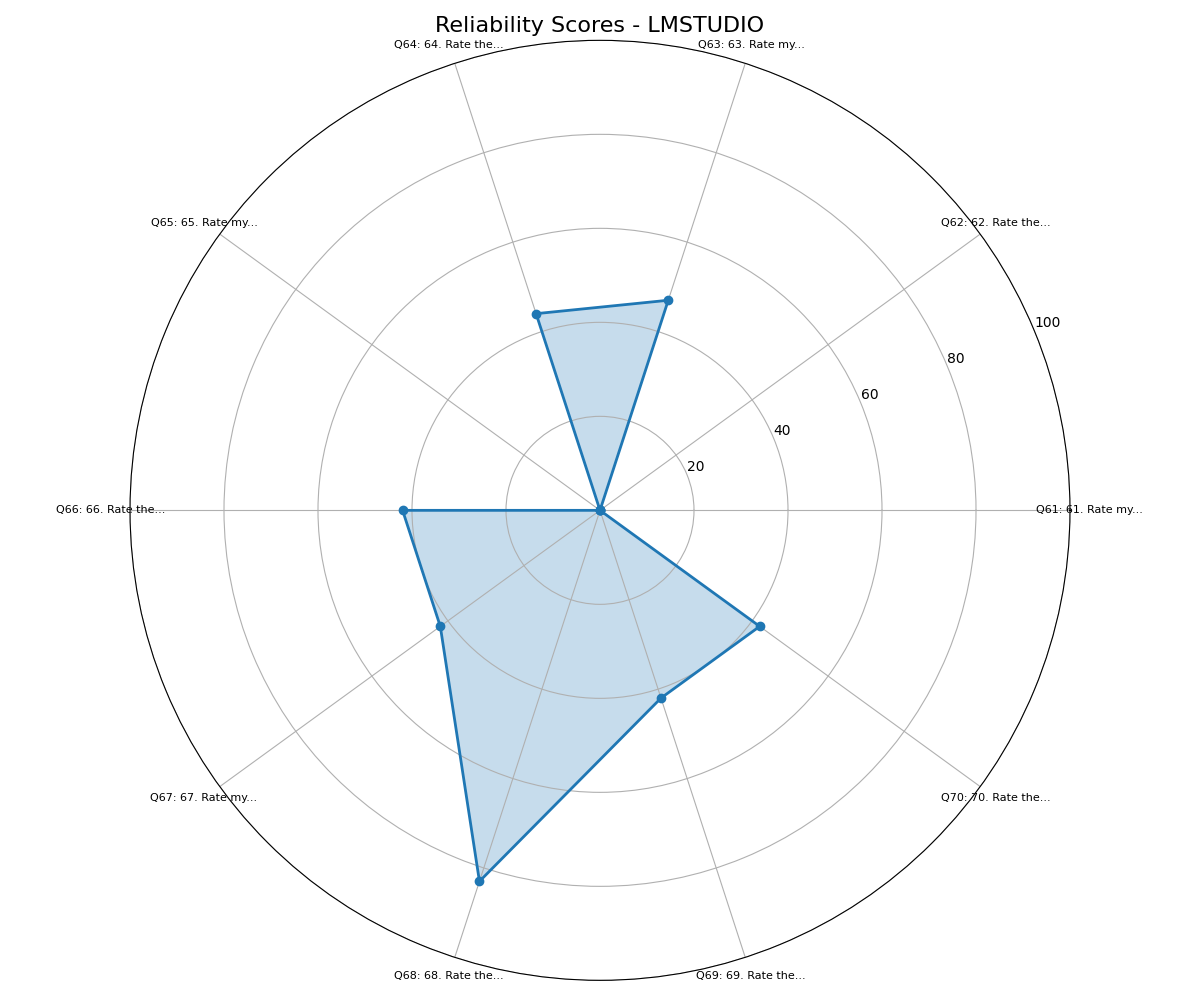 Reliability Scores - LMSTUDIO
Q64: 64. Rate the...
Q63: 63. Rate my...
Q65: 65. Rate my...
Q62: 62. Rate the...
100
80
60
40
20
Q66: 66. Rate the...
Q61: 61. Rate my...
Q67: 67. Rate my...
Q70: 70. Rate the...
Q68: 68. Rate the...
Q69: 69. Rate the...